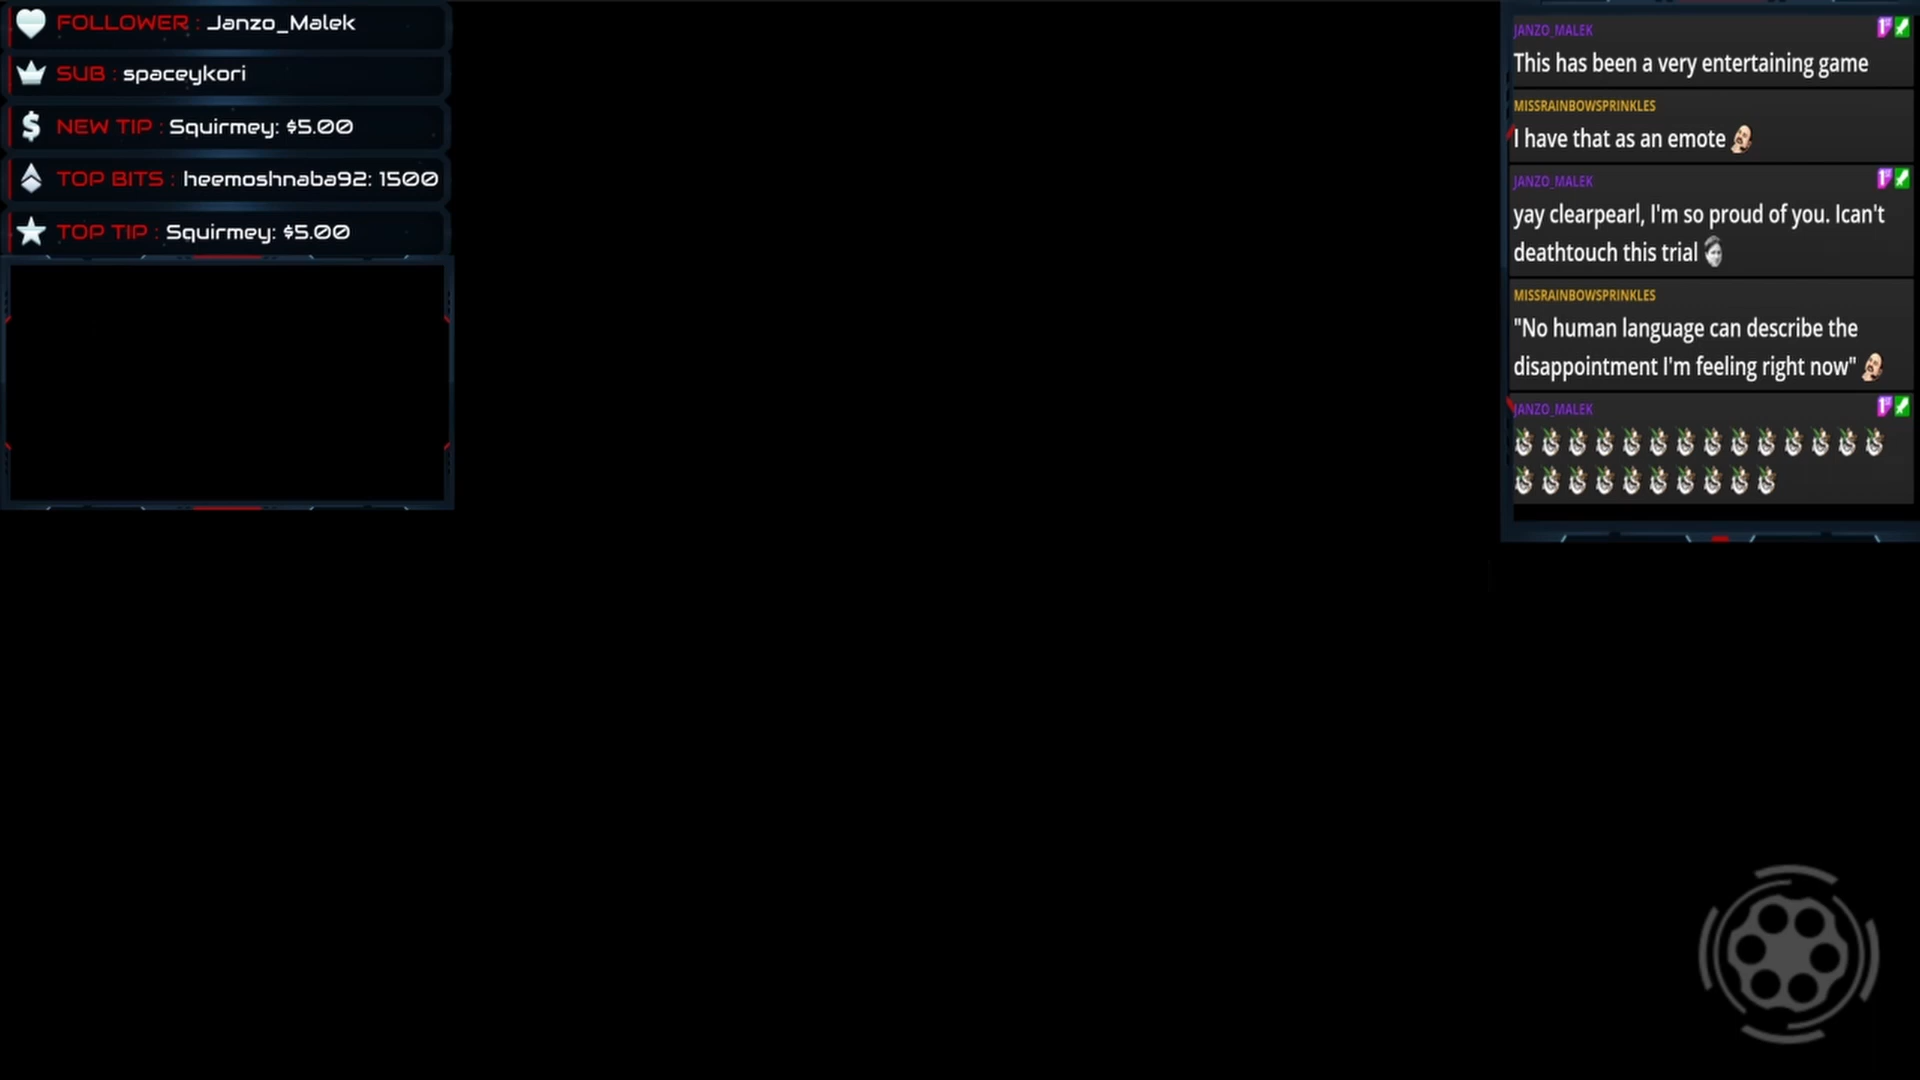 FOLLOWER : Janzo_Malek
SUB : spaceykori
NEW TIP : Squirmey: $5.00
TOP BITS : heemoshnaba92: 1500
TOP TIP : Squirmey: $5.00
JANZO_MALEK
This has been a very entertaining game
MISSRAINBOWSPRINKLES
I have that as an emote
JANZO_MALEK
yay clearpearl, I'm so proud of you. Ican't
deathtouch this trial
MISSRAINBOWSPRINKLES
"No human language can describe the
disappointment I'm feeling right now"
JANZO_MALEK